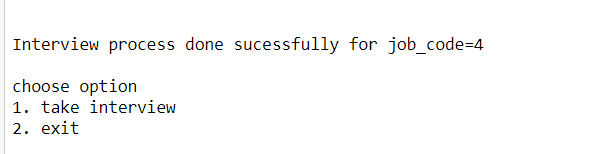 Interview process done sucessfully for job_code=4
choose option
1. take interview
2. exit